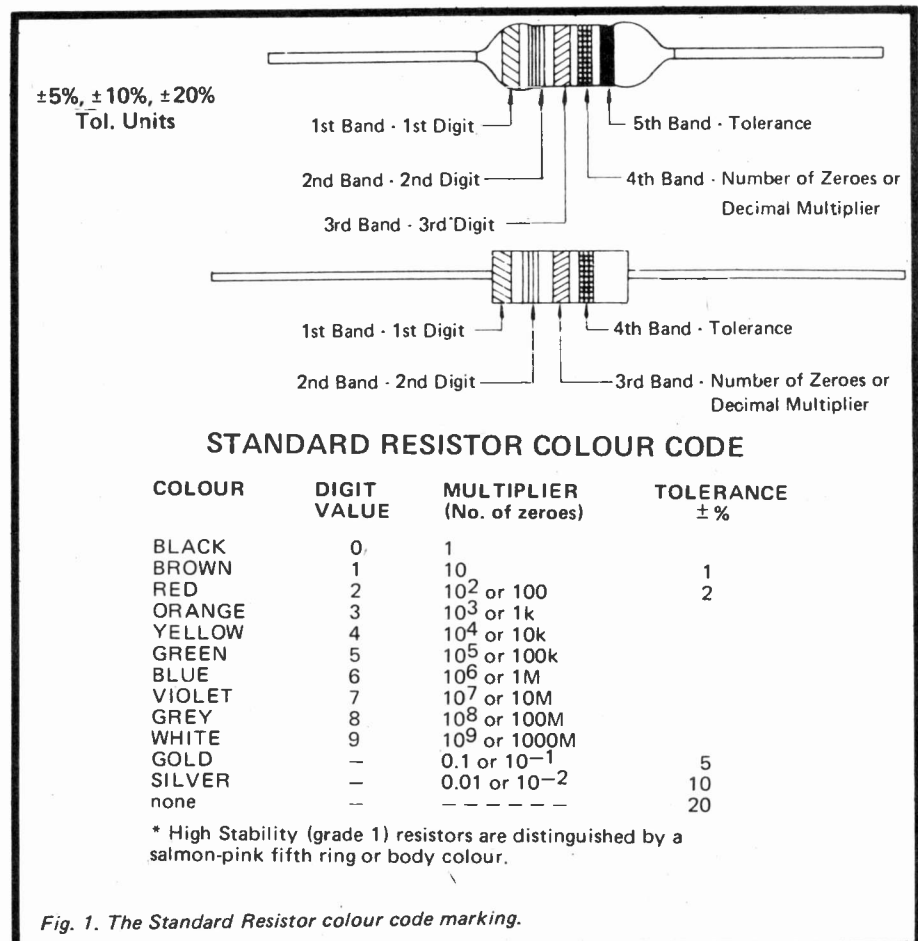 ±5%, ±10%, ±20%
Tol. Units
1st Band - 1st Digit
5th Band - Tolerance
2nd Band - 2nd Digit
4th Band - Number of Zeroes or
Decimal Multiplier
3rd Band - 3rd Digit
1st Band - 1st Digit
4th Band - Tolerance
2nd Band - 2nd Digit
3rd Band - Number of Zeroes or
Decimal Multiplier
STANDARD RESISTOR COLOUR CODE
COLOUR DIGIT MULTIPLIER TOLERANCE
VALUE (No. of zeroes) ± %
BLACK 0 1
BROWN 1 10 1
RED 2 10² or 100 2
ORANGE 3 10³ or 1k
YELLOW 4 10⁴ or 10k
GREEN 5 10⁵ or 100k
BLUE 6 10⁶ or 1M
VIOLET 7 10⁷ or 10M
GREY 8 10⁸ or 100M
WHITE 9 10⁹ or 1000M
GOLD – 0.1 or 10⁻¹ 5
SILVER – 0.01 or 10⁻² 10
none – – – – – – – 20
* High Stability (grade 1) resistors are distinguished by a
salmon-pink fifth ring or body colour.
Fig. 1. The Standard Resistor colour code marking.